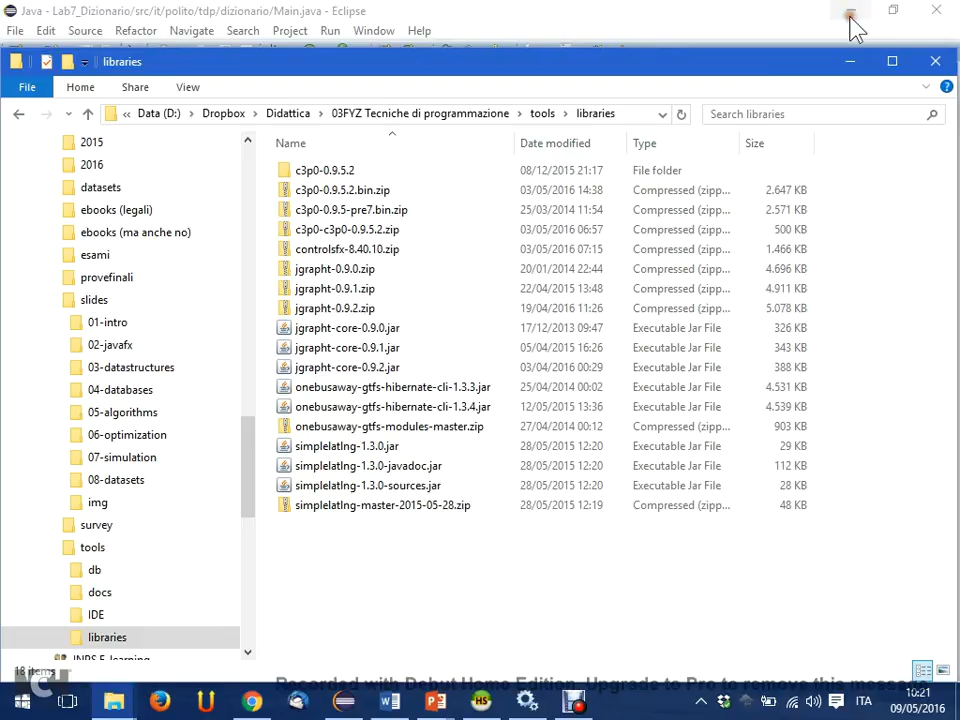 Java - Lab7_Dizionario/src/it/polito/tdp/dizionario/Main.java - Eclipse
File Edit Source Refactor Navigate Search Project Run Window Help
libraries
File Home Share View
« Data (D:) Dropbox Didattica 03FYZ Tecniche di programmazione tools libraries
Search libraries
2015
2016
datasets
ebooks (legali)
ebooks (ma anche no)
esami
provefinali
slides
01-intro
02-javafx
03-datastructures
04-databases
05-algorithms
06-optimization
07-simulation
08-datasets
img
survey
tools
db
docs
IDE
libraries
INPS E-learning
Name Date modified Type Size
c3p0-0.9.5.2 08/12/2015 21:17 File folder
c3p0-0.9.5.2.bin.zip 03/05/2016 14:38 Compressed (zipp... 2.647 KB
c3p0-0.9.5-pre7.bin.zip 25/03/2014 11:54 Compressed (zipp... 2.571 KB
c3p0-c3p0-0.9.5.2.zip 03/05/2016 06:57 Compressed (zipp... 500 KB
controlsfx-8.40.10.zip 03/05/2016 07:15 Compressed (zipp... 1.466 KB
jgrapht-0.9.0.zip 20/01/2014 22:44 Compressed (zipp... 4.696 KB
jgrapht-0.9.1.zip 22/04/2015 13:48 Compressed (zipp... 4.911 KB
jgrapht-0.9.2.zip 19/04/2016 11:26 Compressed (zipp... 5.078 KB
jgrapht-core-0.9.0.jar 17/12/2013 09:47 Executable Jar File 326 KB
jgrapht-core-0.9.1.jar 05/04/2015 16:26 Executable Jar File 343 KB
jgrapht-core-0.9.2.jar 03/04/2016 00:29 Executable Jar File 388 KB
onebusaway-gtfs-hibernate-cli-1.3.3.jar 25/04/2014 00:02 Executable Jar File 4.531 KB
onebusaway-gtfs-hibernate-cli-1.3.4.jar 12/05/2015 13:36 Executable Jar File 4.539 KB
onebusaway-gtfs-modules-master.zip 27/04/2014 00:12 Compressed (zipp... 903 KB
simplelatlng-1.3.0.jar 28/05/2015 12:20 Executable Jar File 29 KB
simplelatlng-1.3.0-javadoc.jar 28/05/2015 12:20 Executable Jar File 112 KB
simplelatlng-1.3.0-sources.jar 28/05/2015 12:20 Executable Jar File 28 KB
simplelatlng-master-2015-05-28.zip 28/05/2015 12:19 Compressed (zipp... 48 KB
18 items
Recorded with Debut Home Edition. Upgrade to Pro to remove this message
ITA
10:21
09/05/2016